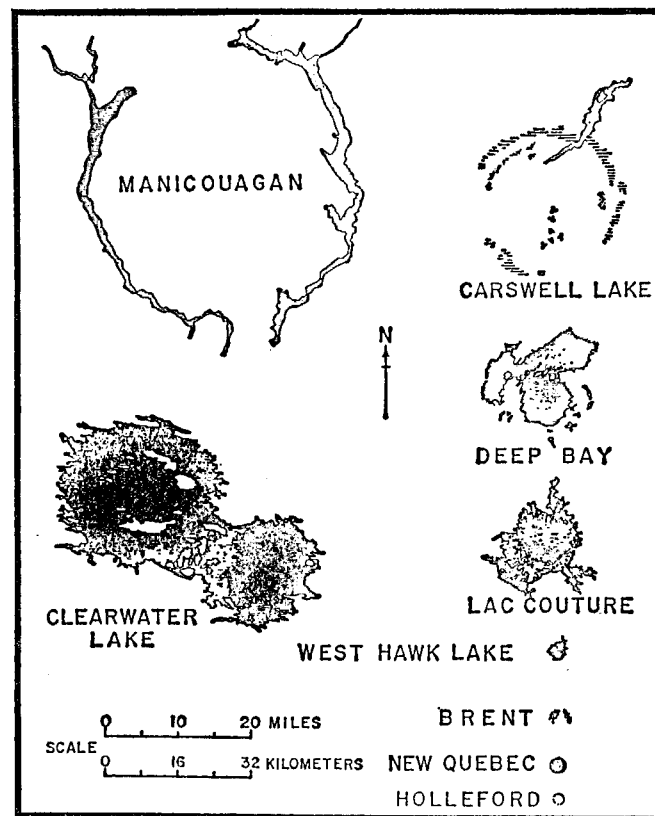 MANICOUAGAN
CARSWELL LAKE
N
DEEP BAY
CLEARWATER
LAKE
LAC COUTURE
WEST HAWK LAKE
0 10 20 MILES
SCALE
0 16 32 KILOMETERS
BRENT
NEW QUEBEC
HOLLEFORD